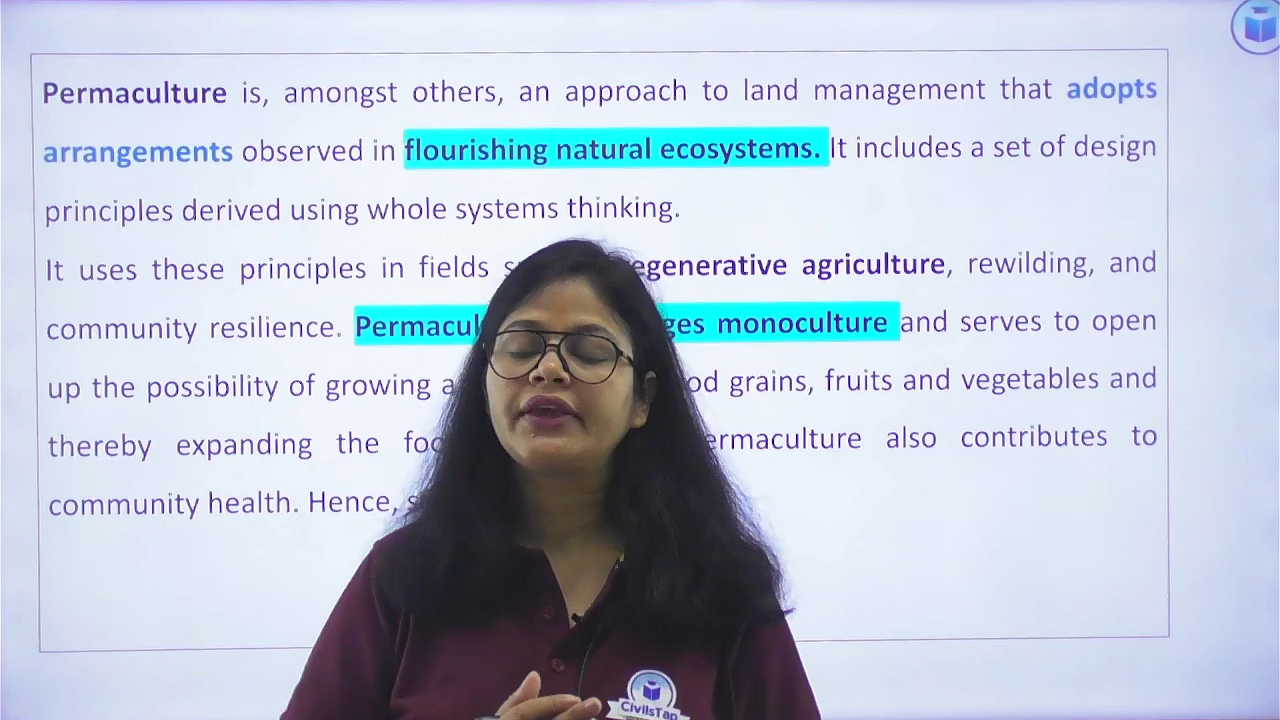 Permaculture is, amongst others, an approach to land management that adopts
arrangements observed in flourishing natural ecosystems. It includes a set of design
principles derived using whole systems thinking.
It uses these principles in fields egenerative agriculture, rewilding, and
community resilience. Permacul ges monoculture and serves to open
up the possibility of growing a od grains, fruits and vegetables and
thereby expanding the foo ermaculture also contributes to
community health. Hence,
CivilsTap